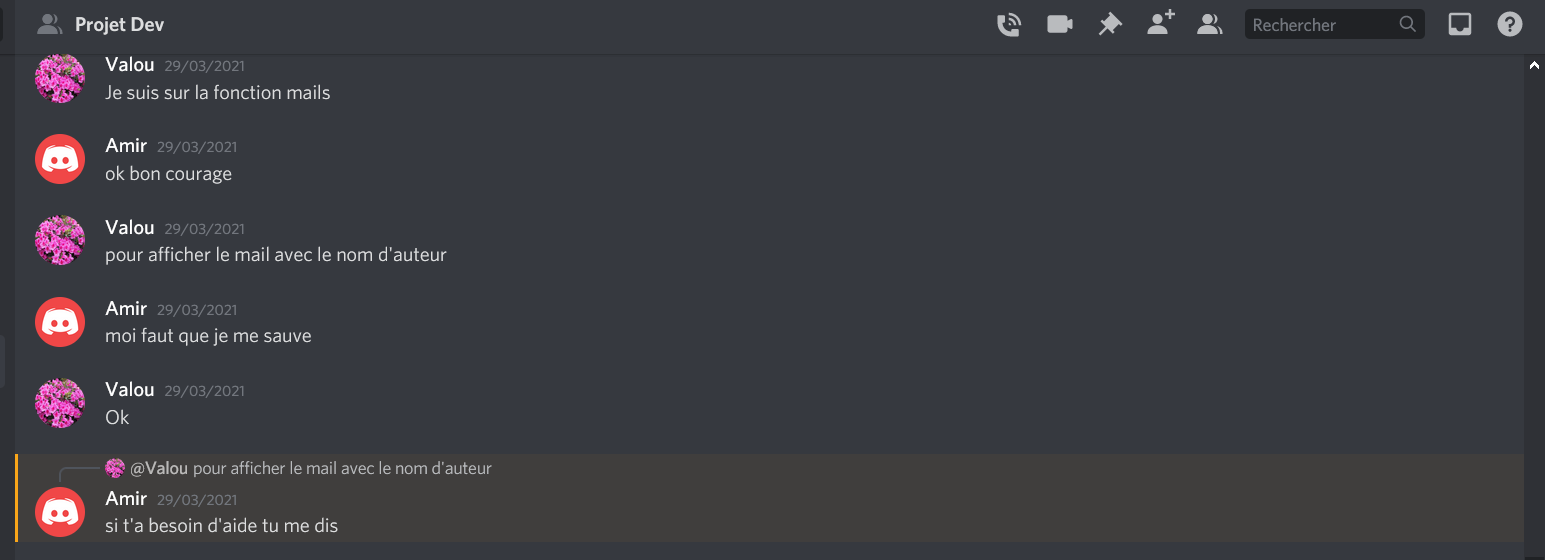 Projet Dev
Rechercher
Valou 29/03/2021
Je suis sur la fonction mails
Amir 29/03/2021
ok bon courage
Valou 29/03/2021
pour afficher le mail avec le nom d'auteur
Amir 29/03/2021
moi faut que je me sauve
Valou 29/03/2021
Ok
@Valou pour afficher le mail avec le nom d'auteur
Amir 29/03/2021
si t'a besoin d'aide tu me dis